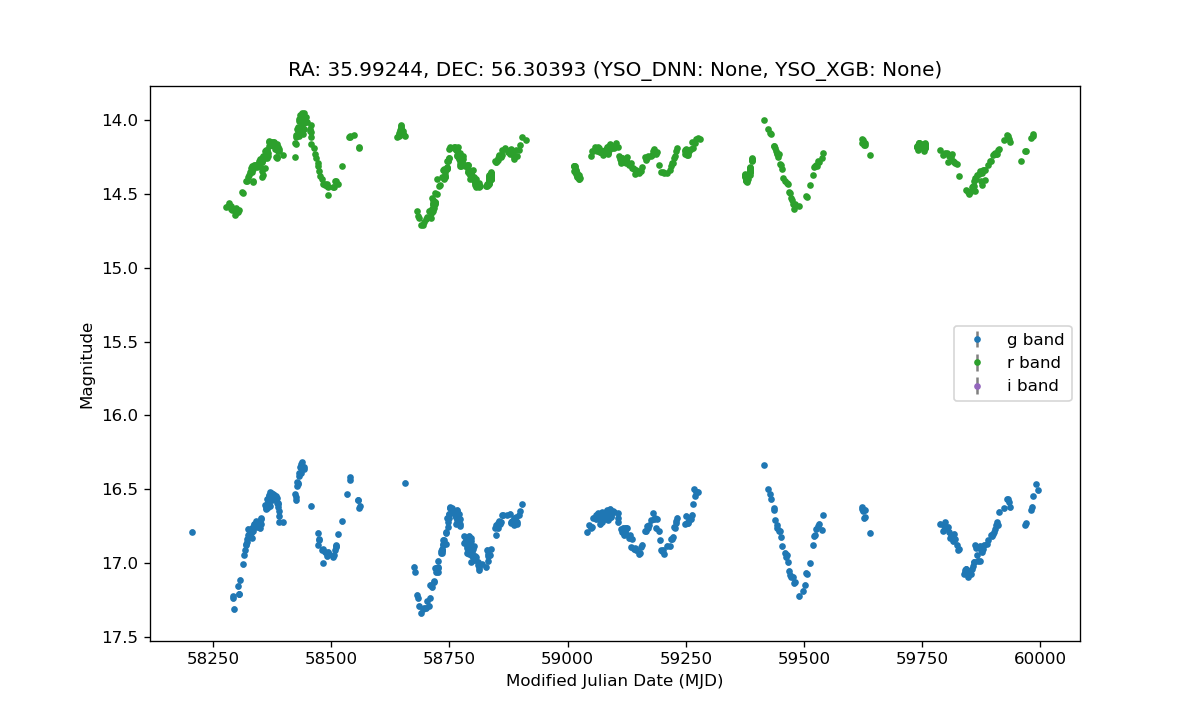 RA: 35.99244, DEC: 56.30393 (YSO_DNN: None, YSO_XGB: None)
14.0
14.5
15.0
15.5
16.0
16.5
17.0
17.5
Magnitude
g band
r band
i band
58250 58500 58750 59000 59250 59500 59750 60000
Modified Julian Date (MJD)